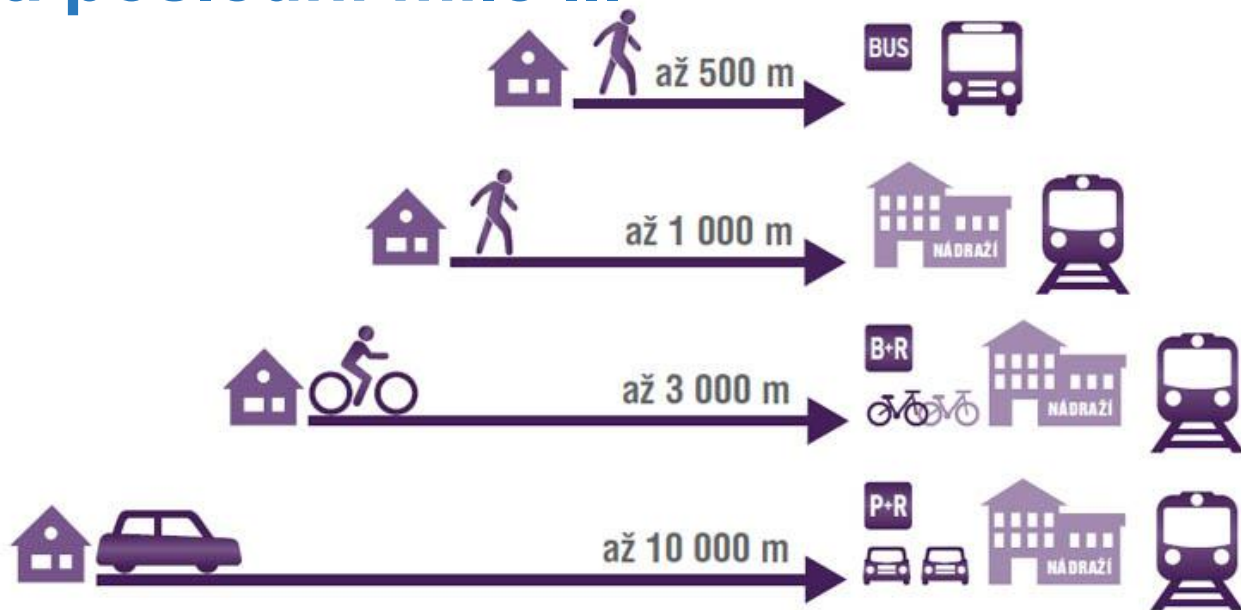 BUS
až 500 m
až 1 000 m
NÁDRAŽÍ
B+R
až 3 000 m
NÁDRAŽÍ
P+R
až 10 000 m
NÁDRAŽÍ